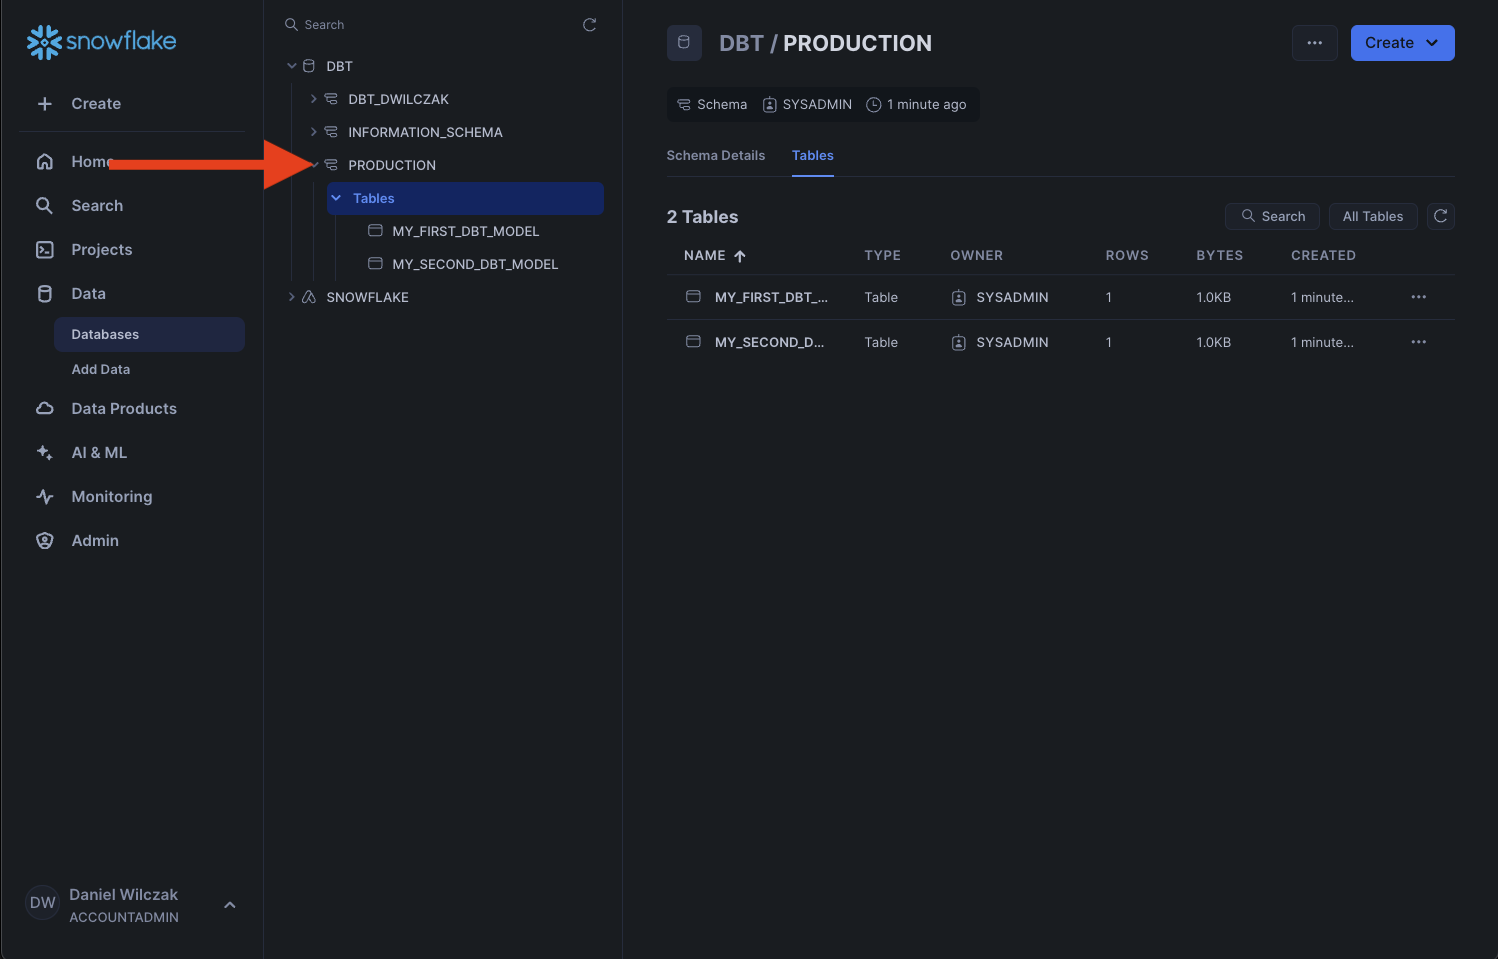 snowflake
Create
Home
Search
Projects
Data
Databases
Add Data
Data Products
AI & ML
Monitoring
Admin
DW
Daniel Wilczak
ACCOUNTADMIN
Search
DBT
DBT_DWILCZAK
INFORMATION_SCHEMA
PRODUCTION
Tables
MY_FIRST_DBT_MODEL
MY_SECOND_DBT_MODEL
SNOWFLAKE
DBT / PRODUCTION
... Create
Schema SYSADMIN 1 minute ago
Schema Details Tables
2 Tables Search All Tables
NAME TYPE OWNER ROWS BYTES CREATED
MY_FIRST_DBT_... Table SYSADMIN 1 1.0KB 1 minute... ...
MY_SECOND_D... Table SYSADMIN 1 1.0KB 1 minute... ...